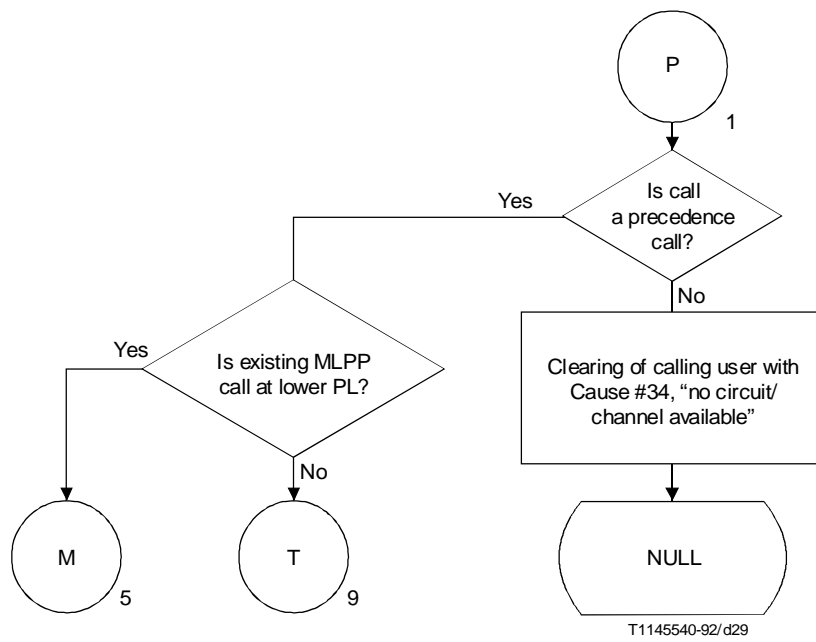 P
1
Is call
a precedence
call?
Yes
No
Is existing MLPP
call at lower PL?
Yes
No
Clearing of calling user with
Cause #34, “no circuit/
channel available”
M
5
T
9
NULL
T1145540-92/d29